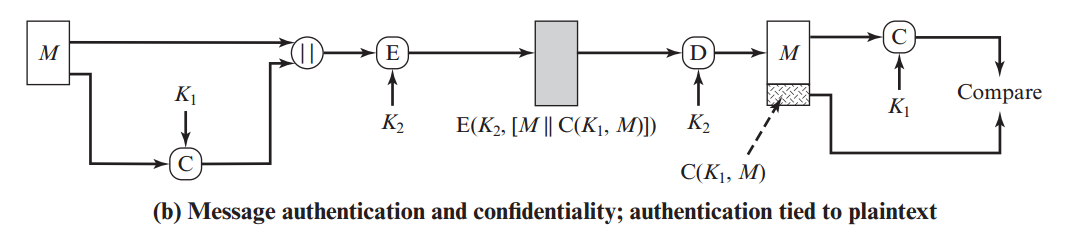 M
K1
C
||
E
K2
E(K2, [M || C(K1, M)])
D
K2
M
C(K1, M)
C
K1
Compare
(b) Message authentication and confidentiality; authentication tied to plaintext